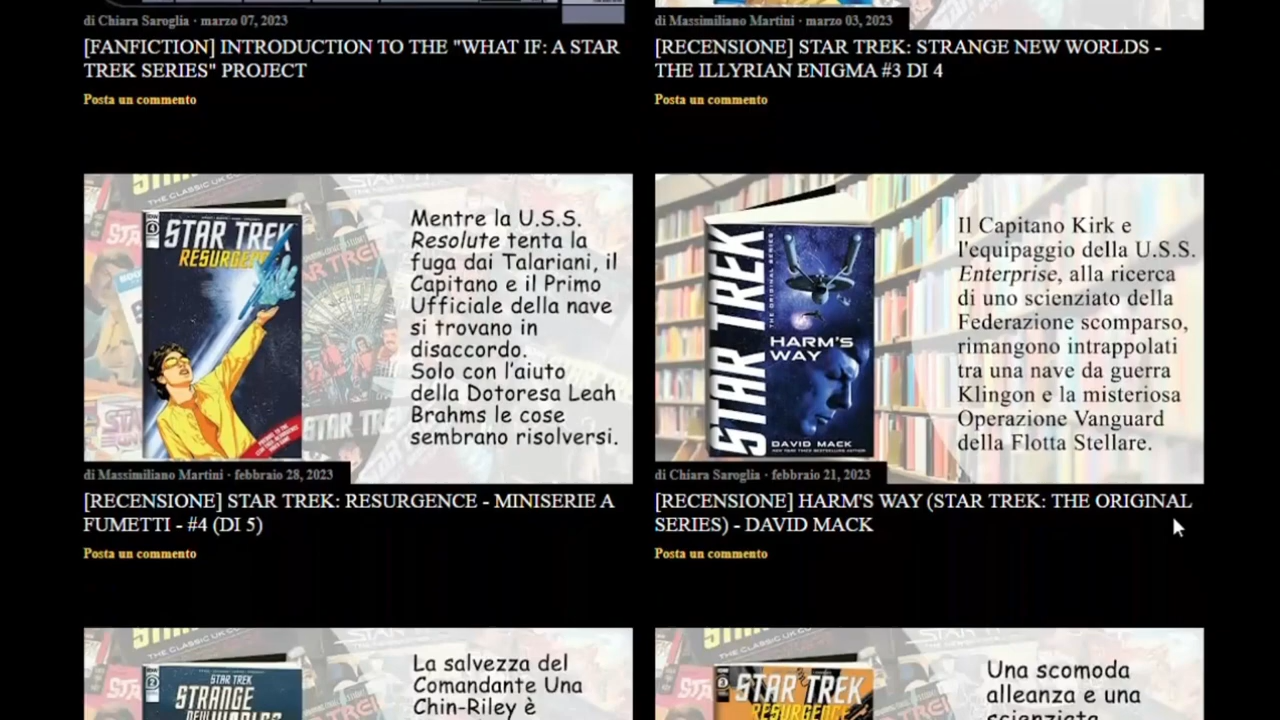 di Chiara Saroglia · marzo 07, 2023
[FANFICTION] INTRODUCTION TO THE "WHAT IF: A STAR
TREK SERIES" PROJECT
Posta un commento
di Massimiliano Martini · marzo 03, 2023
[RECENSIONE] STAR TREK: STRANGE NEW WORLDS -
THE ILLYRIAN ENIGMA #3 DI 4
Posta un commento
STAR TREK
RESURGENCE
Mentre la U.S.S.
Resolute tenta la
fuga dai Talariani, il
Capitano e il Primo
Ufficiale della nave
si trovano in
disaccordo.
Solo con l'aiuto
della Dotoresa Leah
Brahms le cose
sembrano risolversi.
di Massimiliano Martini · febbraio 28, 2023
[RECENSIONE] STAR TREK: RESURGENCE - MINISERIE A
FUMETTI - #4 (DI 5)
Posta un commento
STAR TREK
THE ORIGINAL SERIES
HARM'S
WAY
DAVID MACK
Il Capitano Kirk e
l'equipaggio della U.S.S.
Enterprise, alla ricerca
di uno scienziato della
Federazione scomparso,
rimangono intrappolati
tra una nave da guerra
Klingon e la misteriosa
Operazione Vanguard
della Flotta Stellare.
di Chiara Saroglia · febbraio 21, 2023
[RECENSIONE] HARM'S WAY (STAR TREK: THE ORIGINAL
SERIES) - DAVID MACK
Posta un commento
STAR TREK
STRANGE
La salvezza del
Comandante Una
Chin-Riley è
STAR TREK
RESURGENCE
Una scomoda
alleanza e una